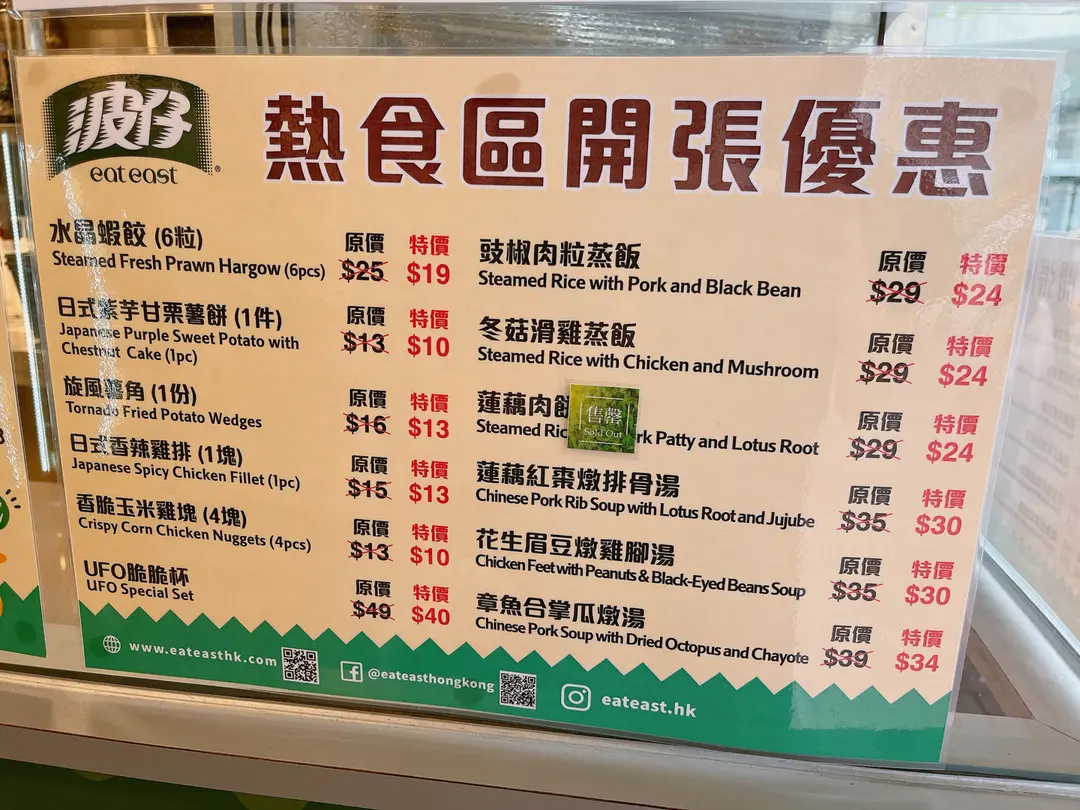 波仔
eat east
®
熱食區開張優惠
水晶蝦餃 (6粒)
Steamed Fresh Prawn Hargow (6pcs)
原價 特價
$25 $19
日式紫芋甘栗薯餅 (1件)
Japanese Purple Sweet Potato with
Chestnut Cake (1pc)
原價 特價
$13 $10
旋風薯角 (1份)
Tornado Fried Potato Wedges
原價 特價
$16 $13
日式香辣雞排 (1塊)
Japanese Spicy Chicken Fillet (1pc)
原價 特價
$15 $13
香脆玉米雞塊 (4塊)
Crispy Corn Chicken Nuggets (4pcs)
原價 特價
$13 $10
UFO脆脆杯
UFO Special Set
原價 特價
$49 $40
豉椒肉粒蒸飯
Steamed Rice with Pork and Black Bean
原價 特價
$29 $24
冬菇滑雞蒸飯
Steamed Rice with Chicken and Mushroom
原價 特價
$29 $24
蓮藕肉
售罄
Sold Out
Steamed Patty and Lotus Root
原價 特價
$29 $24
蓮藕紅棗燉排骨湯
Chinese Pork Rib Soup with Lotus Root and Jujube
原價 特價
$35 $30
花生眉豆燉雞腳湯
Chicken Feet with Peanuts & Black-Eyed Beans Soup
原價 特價
$35 $30
章魚合掌瓜燉湯
Chinese Pork Soup with Dried Octopus and Chayote
原價 特價
$39 $34
www.eateasthk.com
@eateasthongkong
eateast.hk